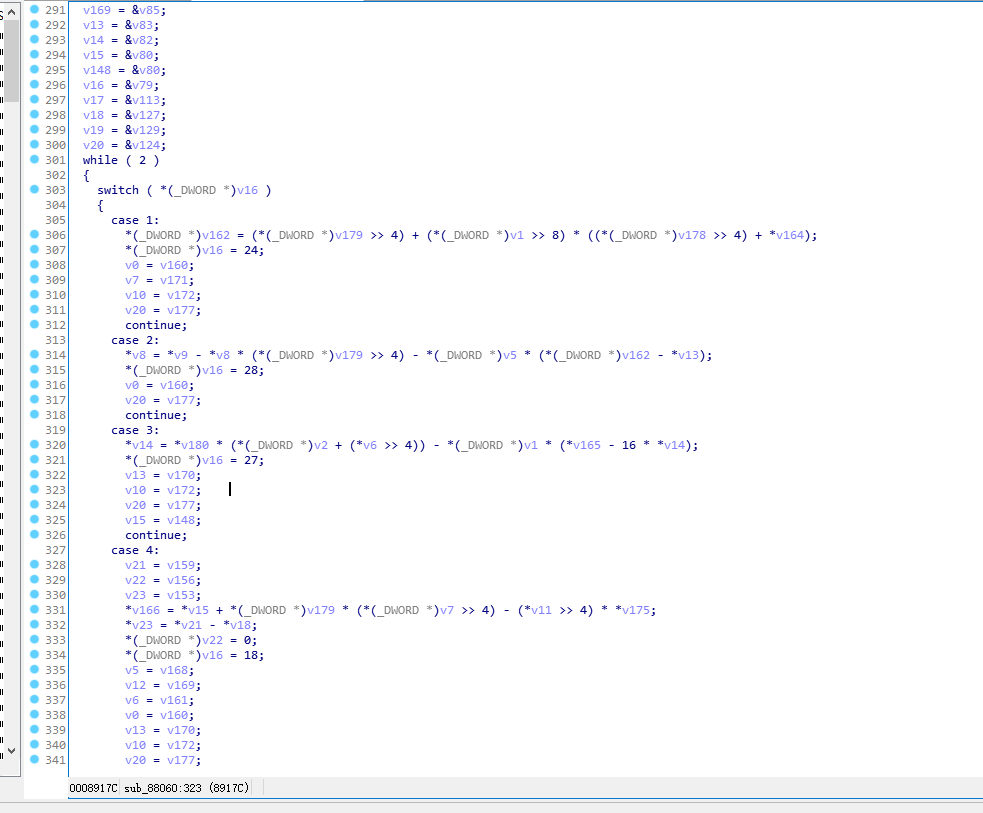 291 v169 = &v85;
292 v13 = &v83;
293 v14 = &v82;
294 v15 = &v80;
295 v148 = &v80;
296 v16 = &v79;
297 v17 = &v113;
298 v18 = &v127;
299 v19 = &v129;
300 v20 = &v124;
301 while ( 2 )
302 {
303 switch ( *(_DWORD *)v16 )
304 {
305 case 1:
306 *(_DWORD *)v162 = (*(_DWORD *)v179 >> 4) + (*(_DWORD *)v1 >> 8) * ((*(_DWORD *)v178 >> 4) + *v164);
307 *(_DWORD *)v16 = 24;
308 v0 = v160;
309 v7 = v171;
310 v10 = v172;
311 v20 = v177;
312 continue;
313 case 2:
314 *v8 = *v9 - *v8 * (*(_DWORD *)v179 >> 4) - *(_DWORD *)v5 * (*(_DWORD *)v162 - *v13);
315 *(_DWORD *)v16 = 28;
316 v0 = v160;
317 v20 = v177;
318 continue;
319 case 3:
320 *v14 = *v180 * (*(_DWORD *)v2 + (*v6 >> 4)) - *(_DWORD *)v1 * (*v165 - 16 * *v14);
321 *(_DWORD *)v16 = 27;
322 v13 = v170;
323 v10 = v172;
324 v20 = v177;
325 v15 = v148;
326 continue;
327 case 4:
328 v21 = v159;
329 v22 = v156;
330 v23 = v153;
331 *v166 = *v15 + *(_DWORD *)v179 * (*(_DWORD *)v7 >> 4) - (*v11 >> 4) * *v175;
332 *v23 = *v21 - *v18;
333 *(_DWORD *)v22 = 0;
334 *(_DWORD *)v16 = 18;
335 v5 = v168;
336 v12 = v169;
337 v6 = v161;
338 v0 = v160;
339 v13 = v170;
340 v10 = v172;
341 v20 = v177;
0008917C sub_88060:323 (8917C)